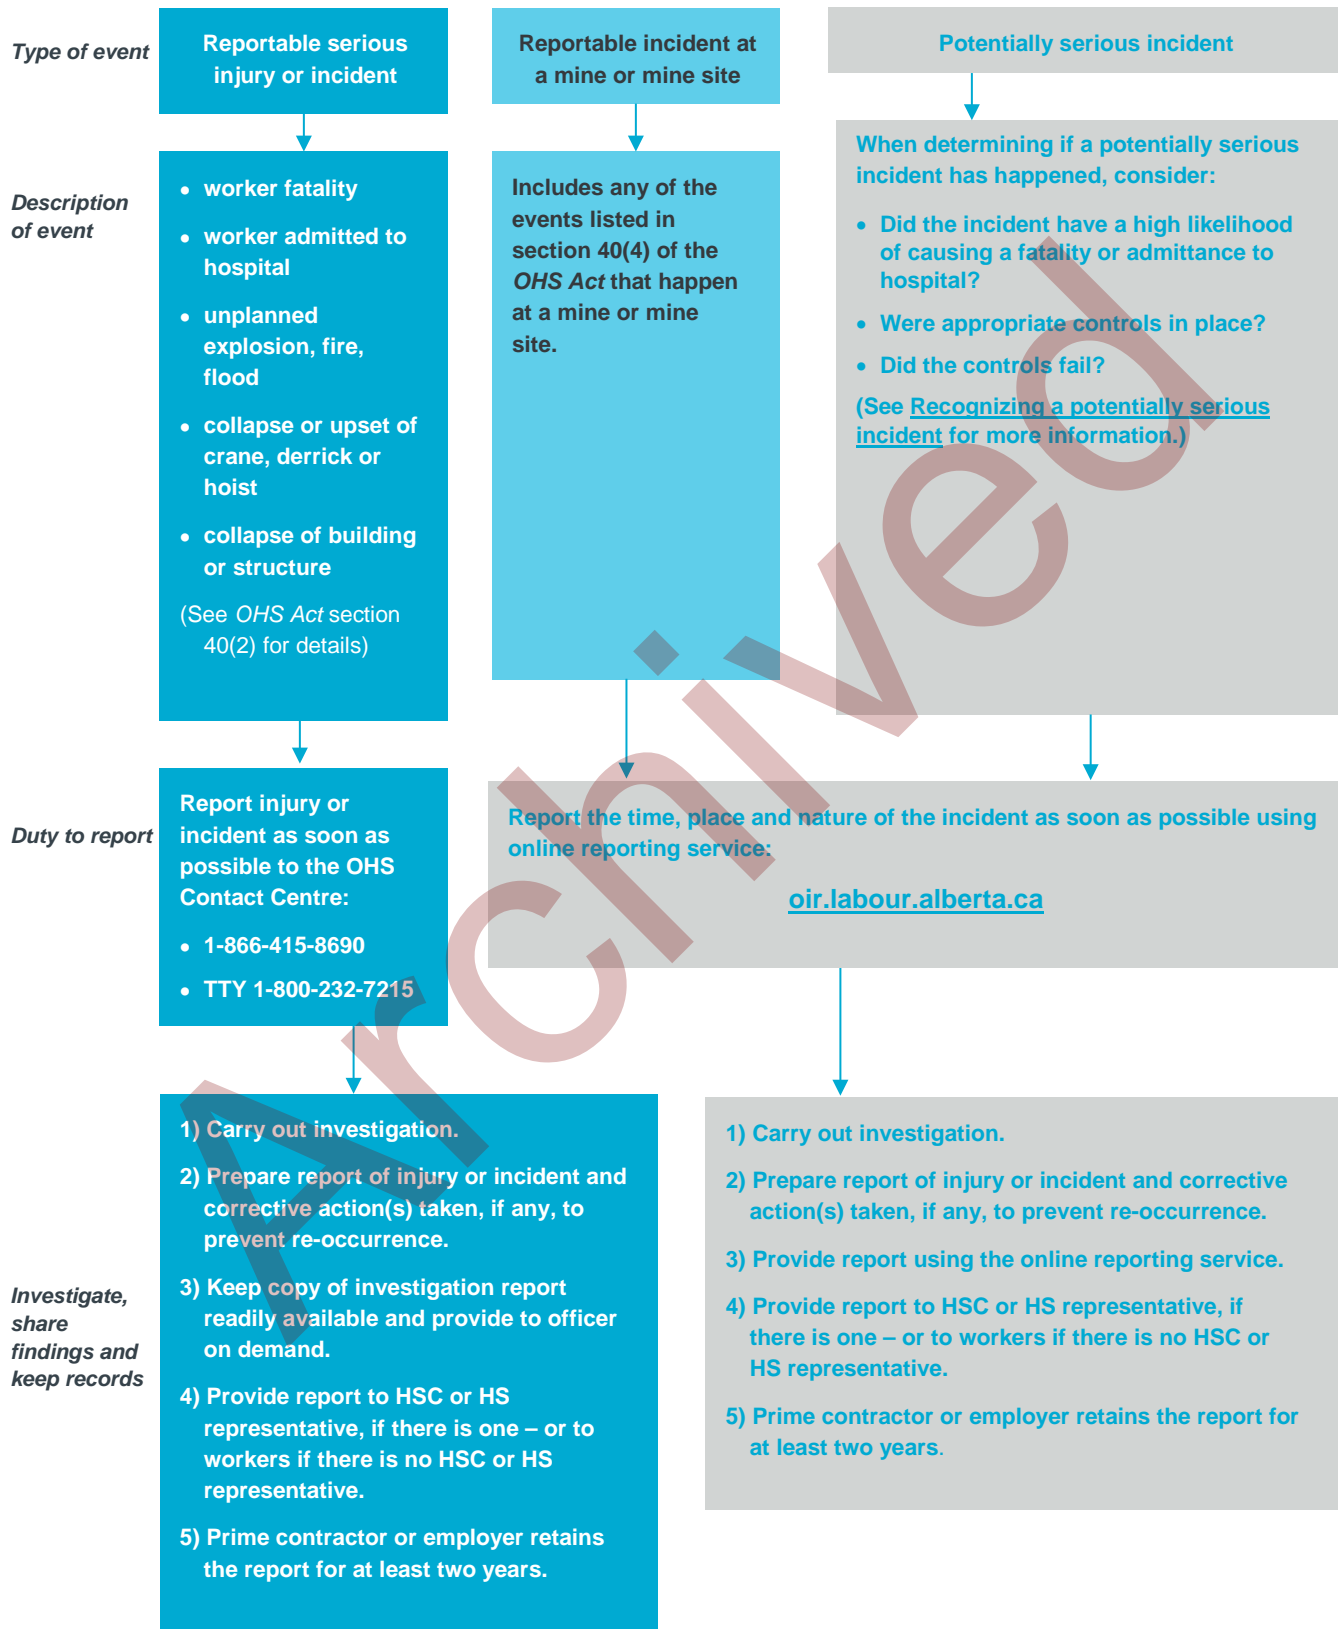 Type of event
Reportable serious
injury or incident
Reportable incident at
a mine or mine site
Potentially serious incident
Description
of event
• worker fatality
• worker admitted to
hospital
• unplanned
explosion, fire,
flood
• collapse or upset of
crane, derrick or
hoist
• collapse of building
or structure
(See OHS Act section
40(2) for details)
Includes any of the
events listed in
section 40(4) of the
OHS Act that happen
at a mine or mine
site.
When determining if a potentially serious
incident has happened, consider:
• Did the incident have a high likelihood
of causing a fatality or admittance to
hospital?
• Were appropriate controls in place?
• Did the controls fail?
(See Recognizing a potentially serious
incident for more information.)
Duty to report
Report injury or
incident as soon as
possible to the OHS
Contact Centre:
• 1-866-415-8690
• TTY 1-800-232-7215
Report the time, place and nature of the incident as soon as possible using
online reporting service:
oir.labour.alberta.ca
Investigate,
share
findings and
keep records
1) Carry out investigation.
2) Prepare report of injury or incident and
corrective action(s) taken, if any, to
prevent re-occurrence.
3) Keep copy of investigation report
readily available and provide to officer
on demand.
4) Provide report to HSC or HS
representative, if there is one – or to
workers if there is no HSC or HS
representative.
5) Prime contractor or employer retains
the report for at least two years.
1) Carry out investigation.
2) Prepare report of injury or incident and corrective
action(s) taken, if any, to prevent re-occurrence.
3) Provide report using the online reporting service.
4) Provide report to HSC or HS representative, if
there is one – or to workers if there is no HSC or
HS representative.
5) Prime contractor or employer retains the report for
at least two years.
Archived